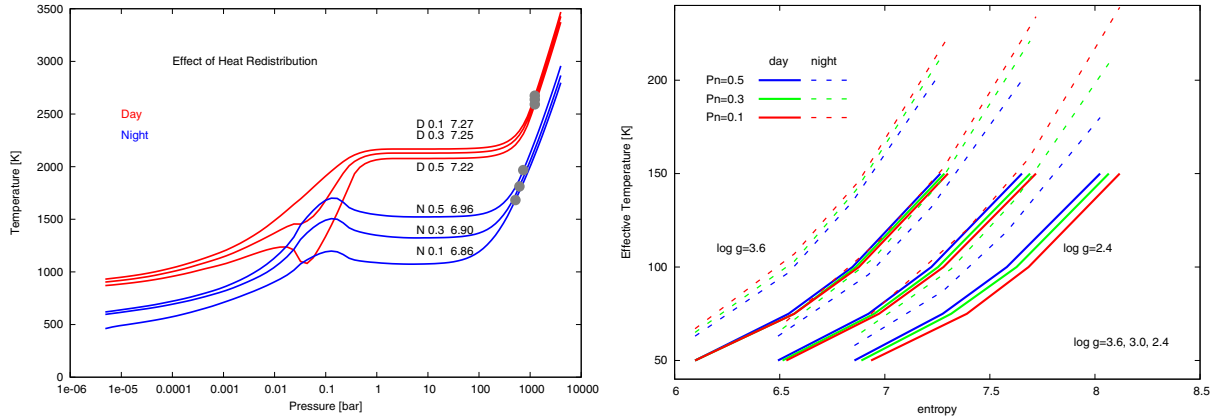 3500
3000
2500
2000
1500
1000
500
0
Temperature [K]
Effect of Heat Redistribution
Day
Night
D 0.1 7.27
D 0.3 7.25
D 0.5 7.22
N 0.5 6.96
N 0.3 6.90
N 0.1 6.86
1e-06 1e-05 0.0001 0.001 0.01 0.1 1 10 100 1000 10000
Pressure [bar]
200
150
100
50
Effective Temperature [K]
day night
Pn=0.5
Pn=0.3
Pn=0.1
log g=3.6
log g=2.4
log g=3.6, 3.0, 2.4
6 6.5 7 7.5 8 8.5
entropy